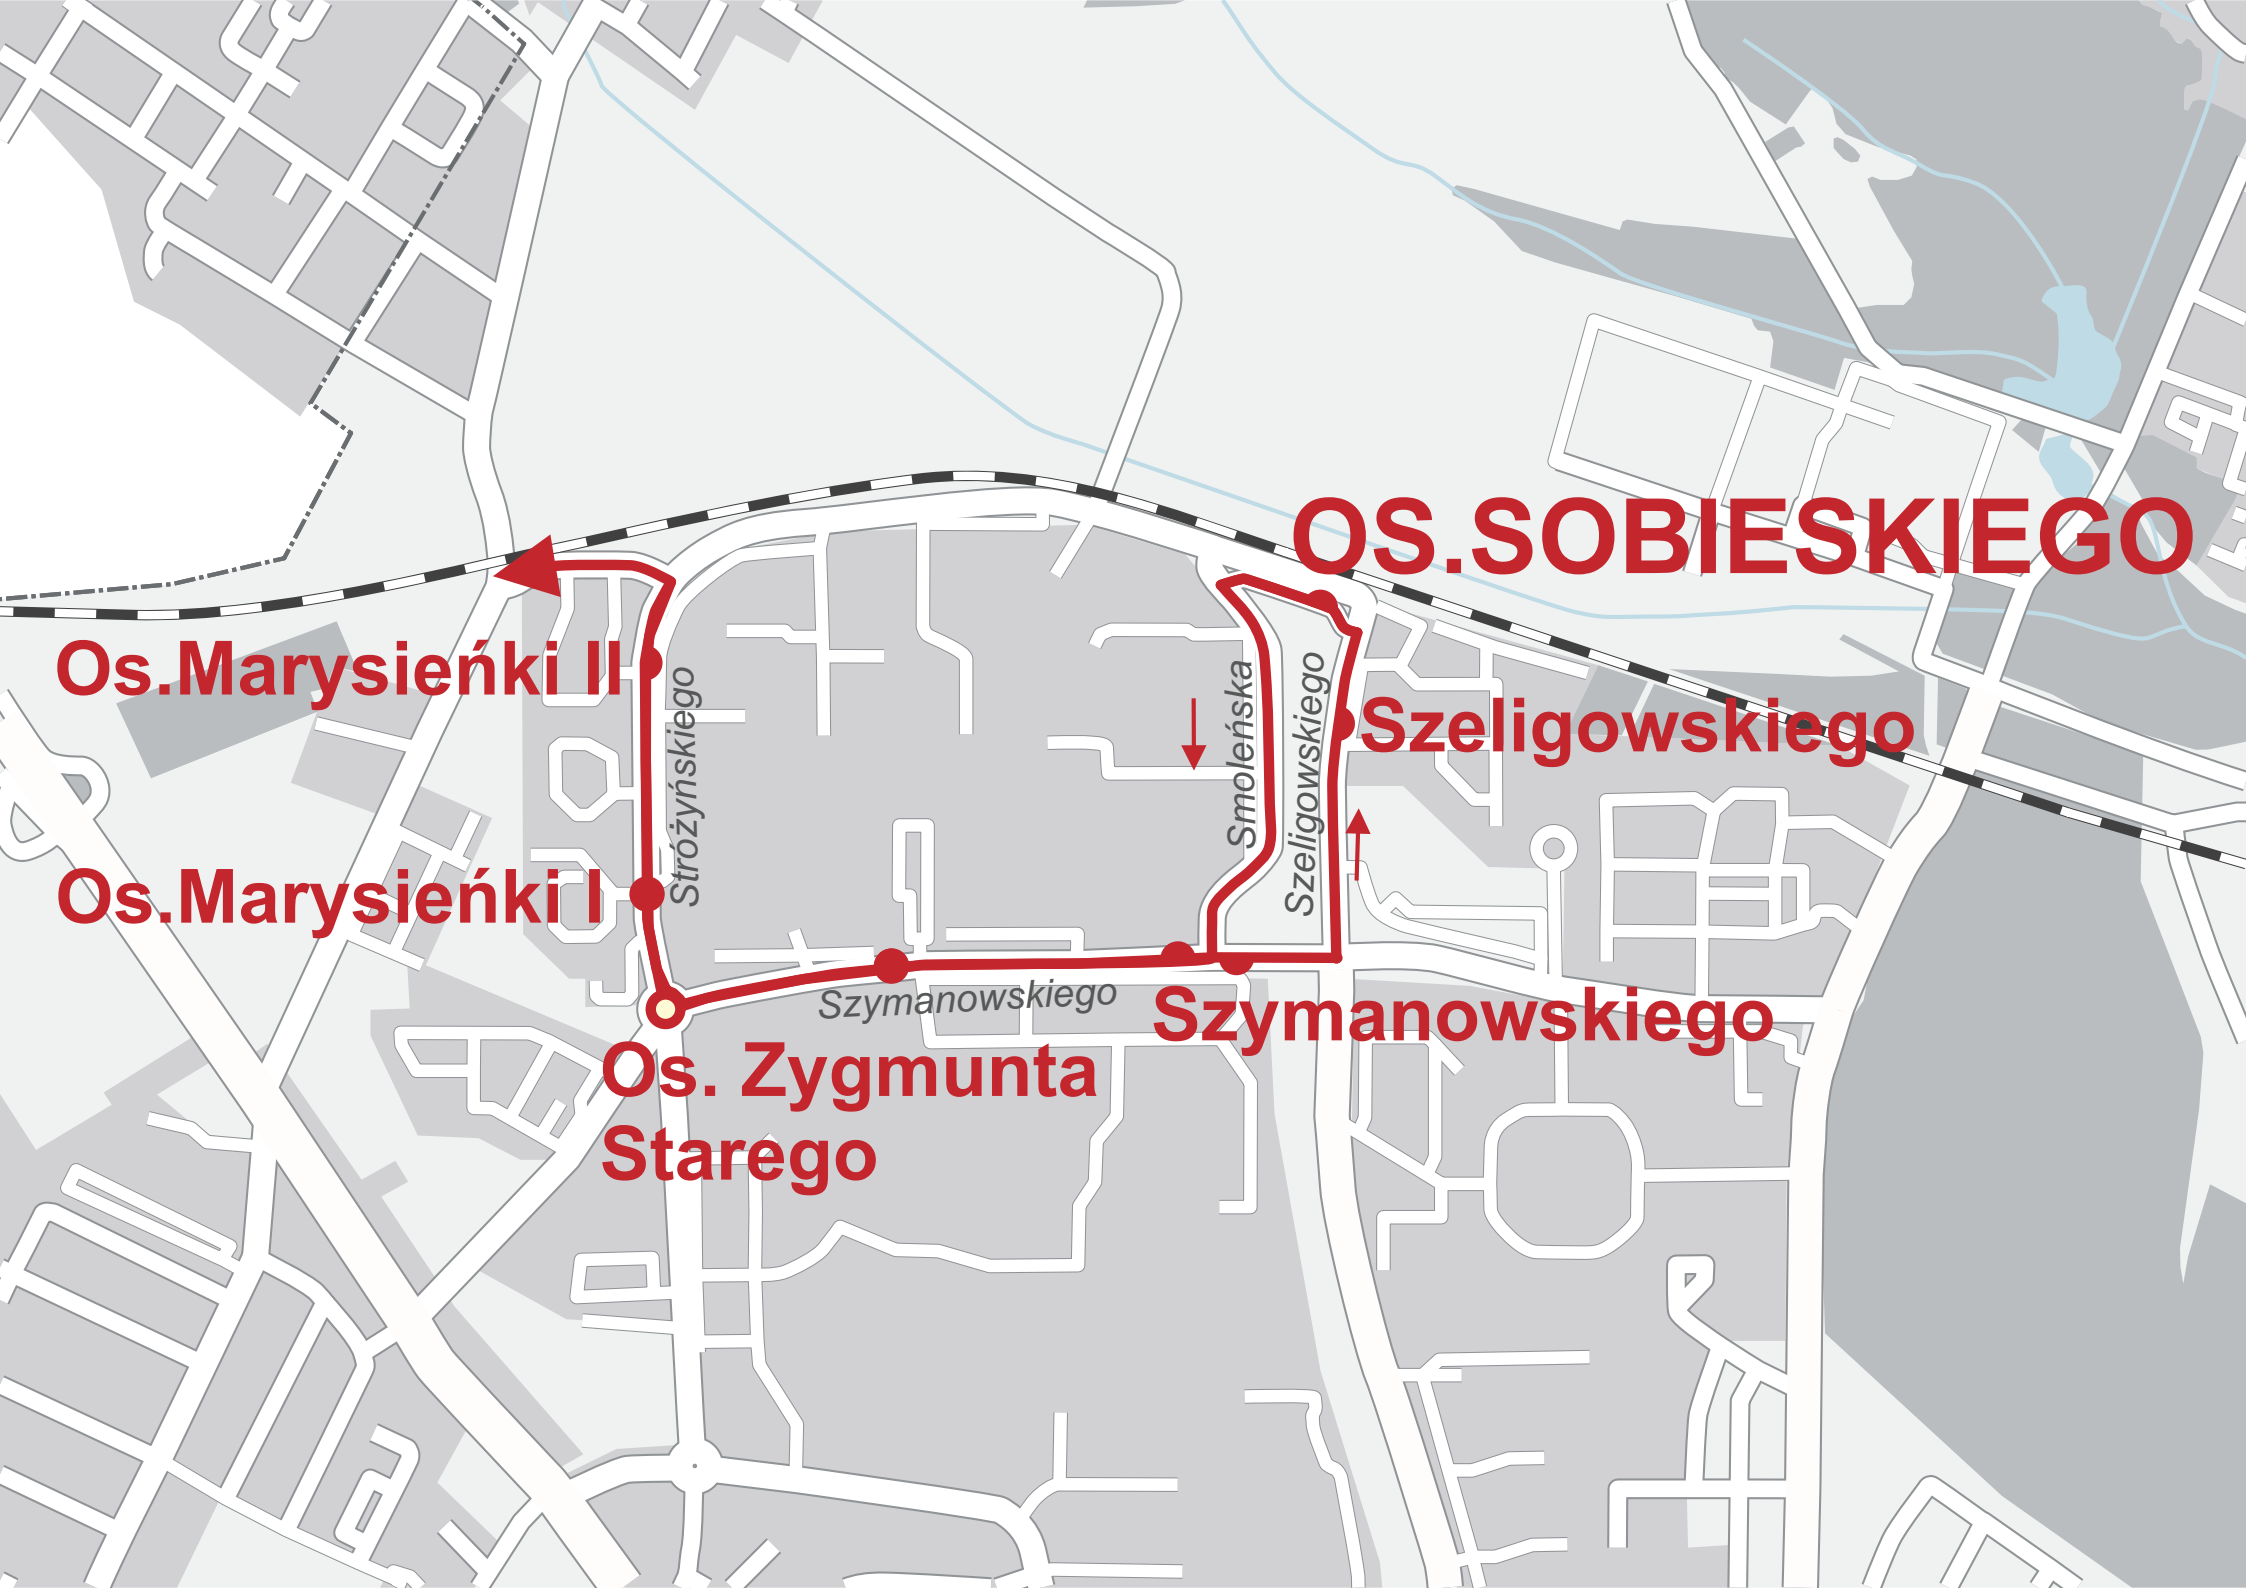 OS.SOBIESKIEGO
Os.Marysieńki II
Stróżyńskiego
Smoleńska
Szeligowskiego
Szeligowskiego
Os.Marysieńki I
Szymanowskiego
Szymanowskiego
Os. Zygmunta
Starego